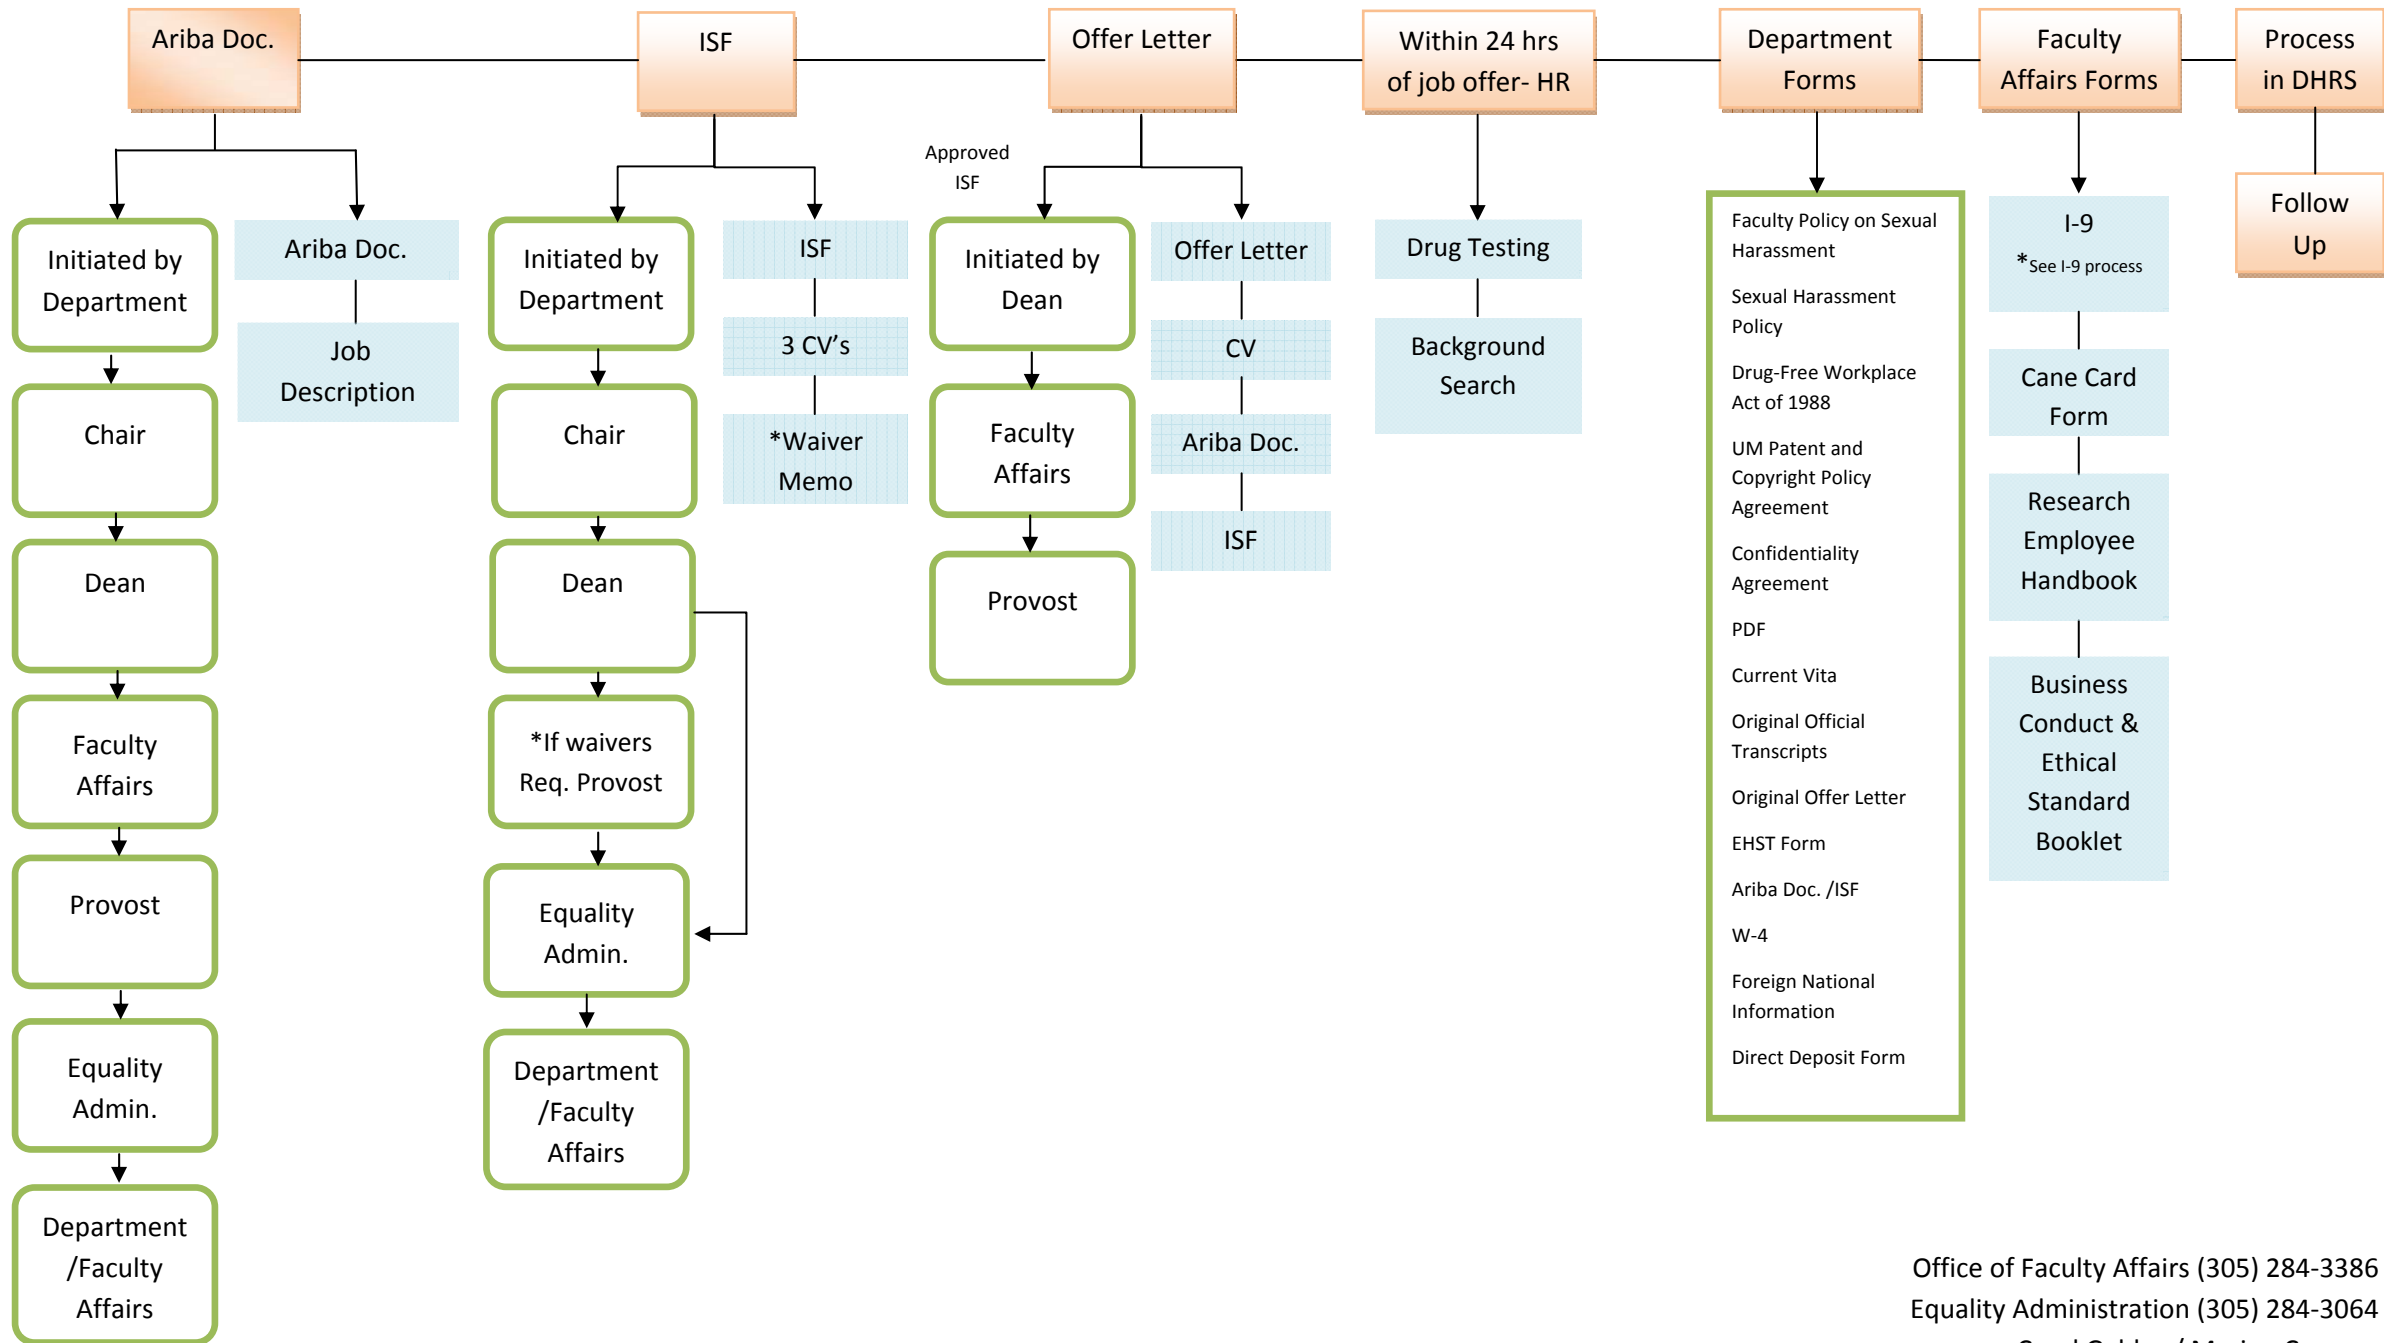 Ariba Doc.
ISF
Offer Letter
Within 24 hrs
of job offer- HR
Department
Forms
Faculty
Affairs Forms
Process
in DHRS
Initiated by
Department
Chair
Dean
Faculty
Affairs
Provost
Equality
Admin.
Department
/Faculty
Affairs
Ariba Doc.
Job
Description
Initiated by
Department
Chair
Dean
*If waivers
Req. Provost
Equality
Admin.
Department
/Faculty
Affairs
ISF
3 CV’s
*Waiver
Memo
Approved
ISF
Initiated by
Dean
Faculty
Affairs
Provost
Offer Letter
CV
Ariba Doc.
ISF
Drug Testing
Background
Search
Faculty Policy on Sexual
Harassment
Sexual Harassment
Policy
Drug-Free Workplace
Act of 1988
UM Patent and
Copyright Policy
Agreement
Confidentiality
Agreement
PDF
Current Vita
Original Official
Transcripts
Original Offer Letter
EHST Form
Ariba Doc. /ISF
W-4
Foreign National
Information
Direct Deposit Form
I-9
*See I-9 process
Cane Card
Form
Research
Employee
Handbook
Business
Conduct &
Ethical
Standard
Booklet
Follow
Up
Office of Faculty Affairs (305) 284-3386
Equality Administration (305) 284-3064